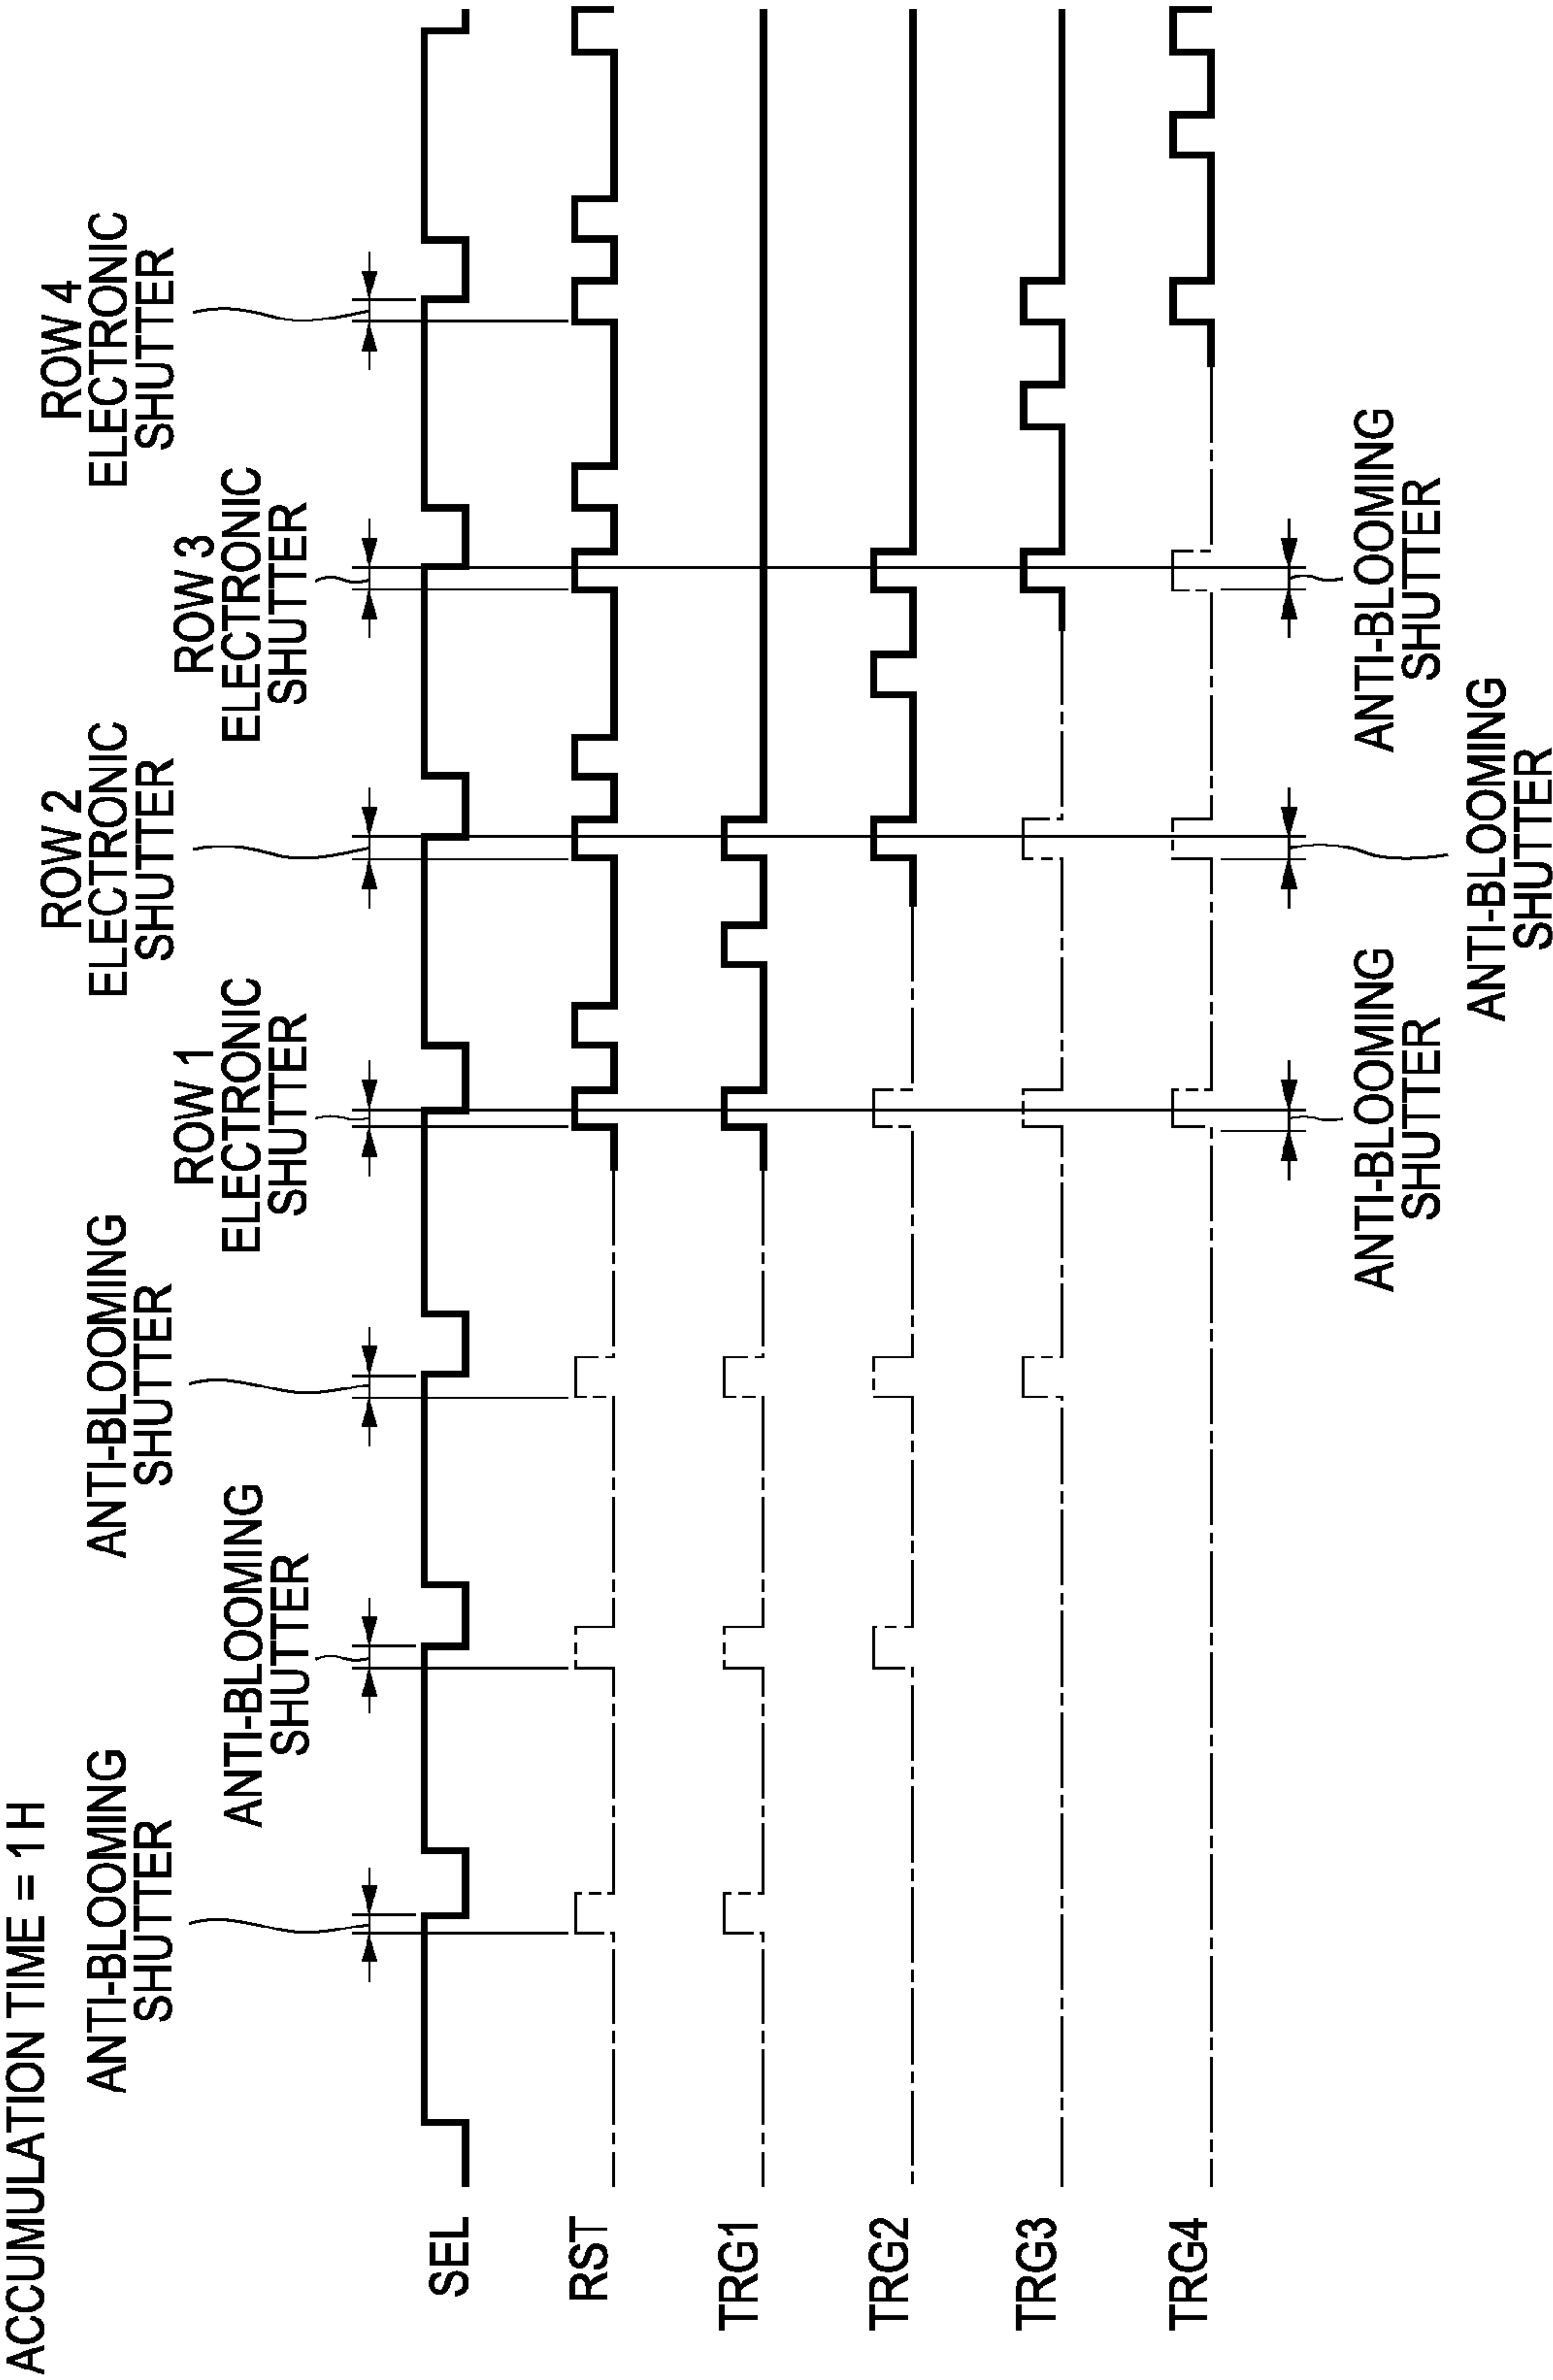 ACCUMULATION TIME = 1H
ANTI-BLOOMING
SHUTTER
ANTI-BLOOMING
SHUTTER
ANTI-BLOOMING
SHUTTER
ROW 1
ELECTRONIC
SHUTTER
ROW 2
ELECTRONIC
SHUTTER
ROW 3
ELECTRONIC
SHUTTER
ROW 4
ELECTRONIC
SHUTTER
SEL
RST
TRG1
TRG2
TRG3
TRG4
ANTI-BLOOMING
SHUTTER
ANTI-BLOOMING
SHUTTER
ANTI-BLOOMING
SHUTTER